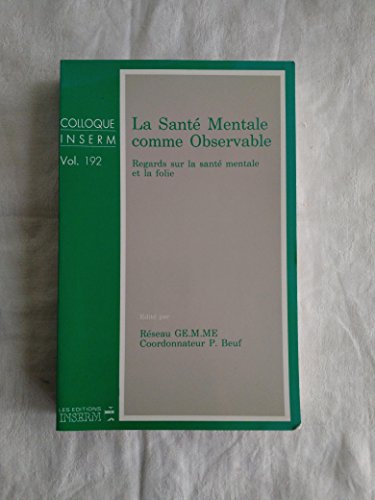 COLLOQUE
INSERM
Vol. 192
La Santé Mentale
comme Observable
Regards sur la santé mentale
et la folie
Edité par
Réseau GE.M.ME
Coordonnateur P. Beuf
LES EDITIONS
INSERM